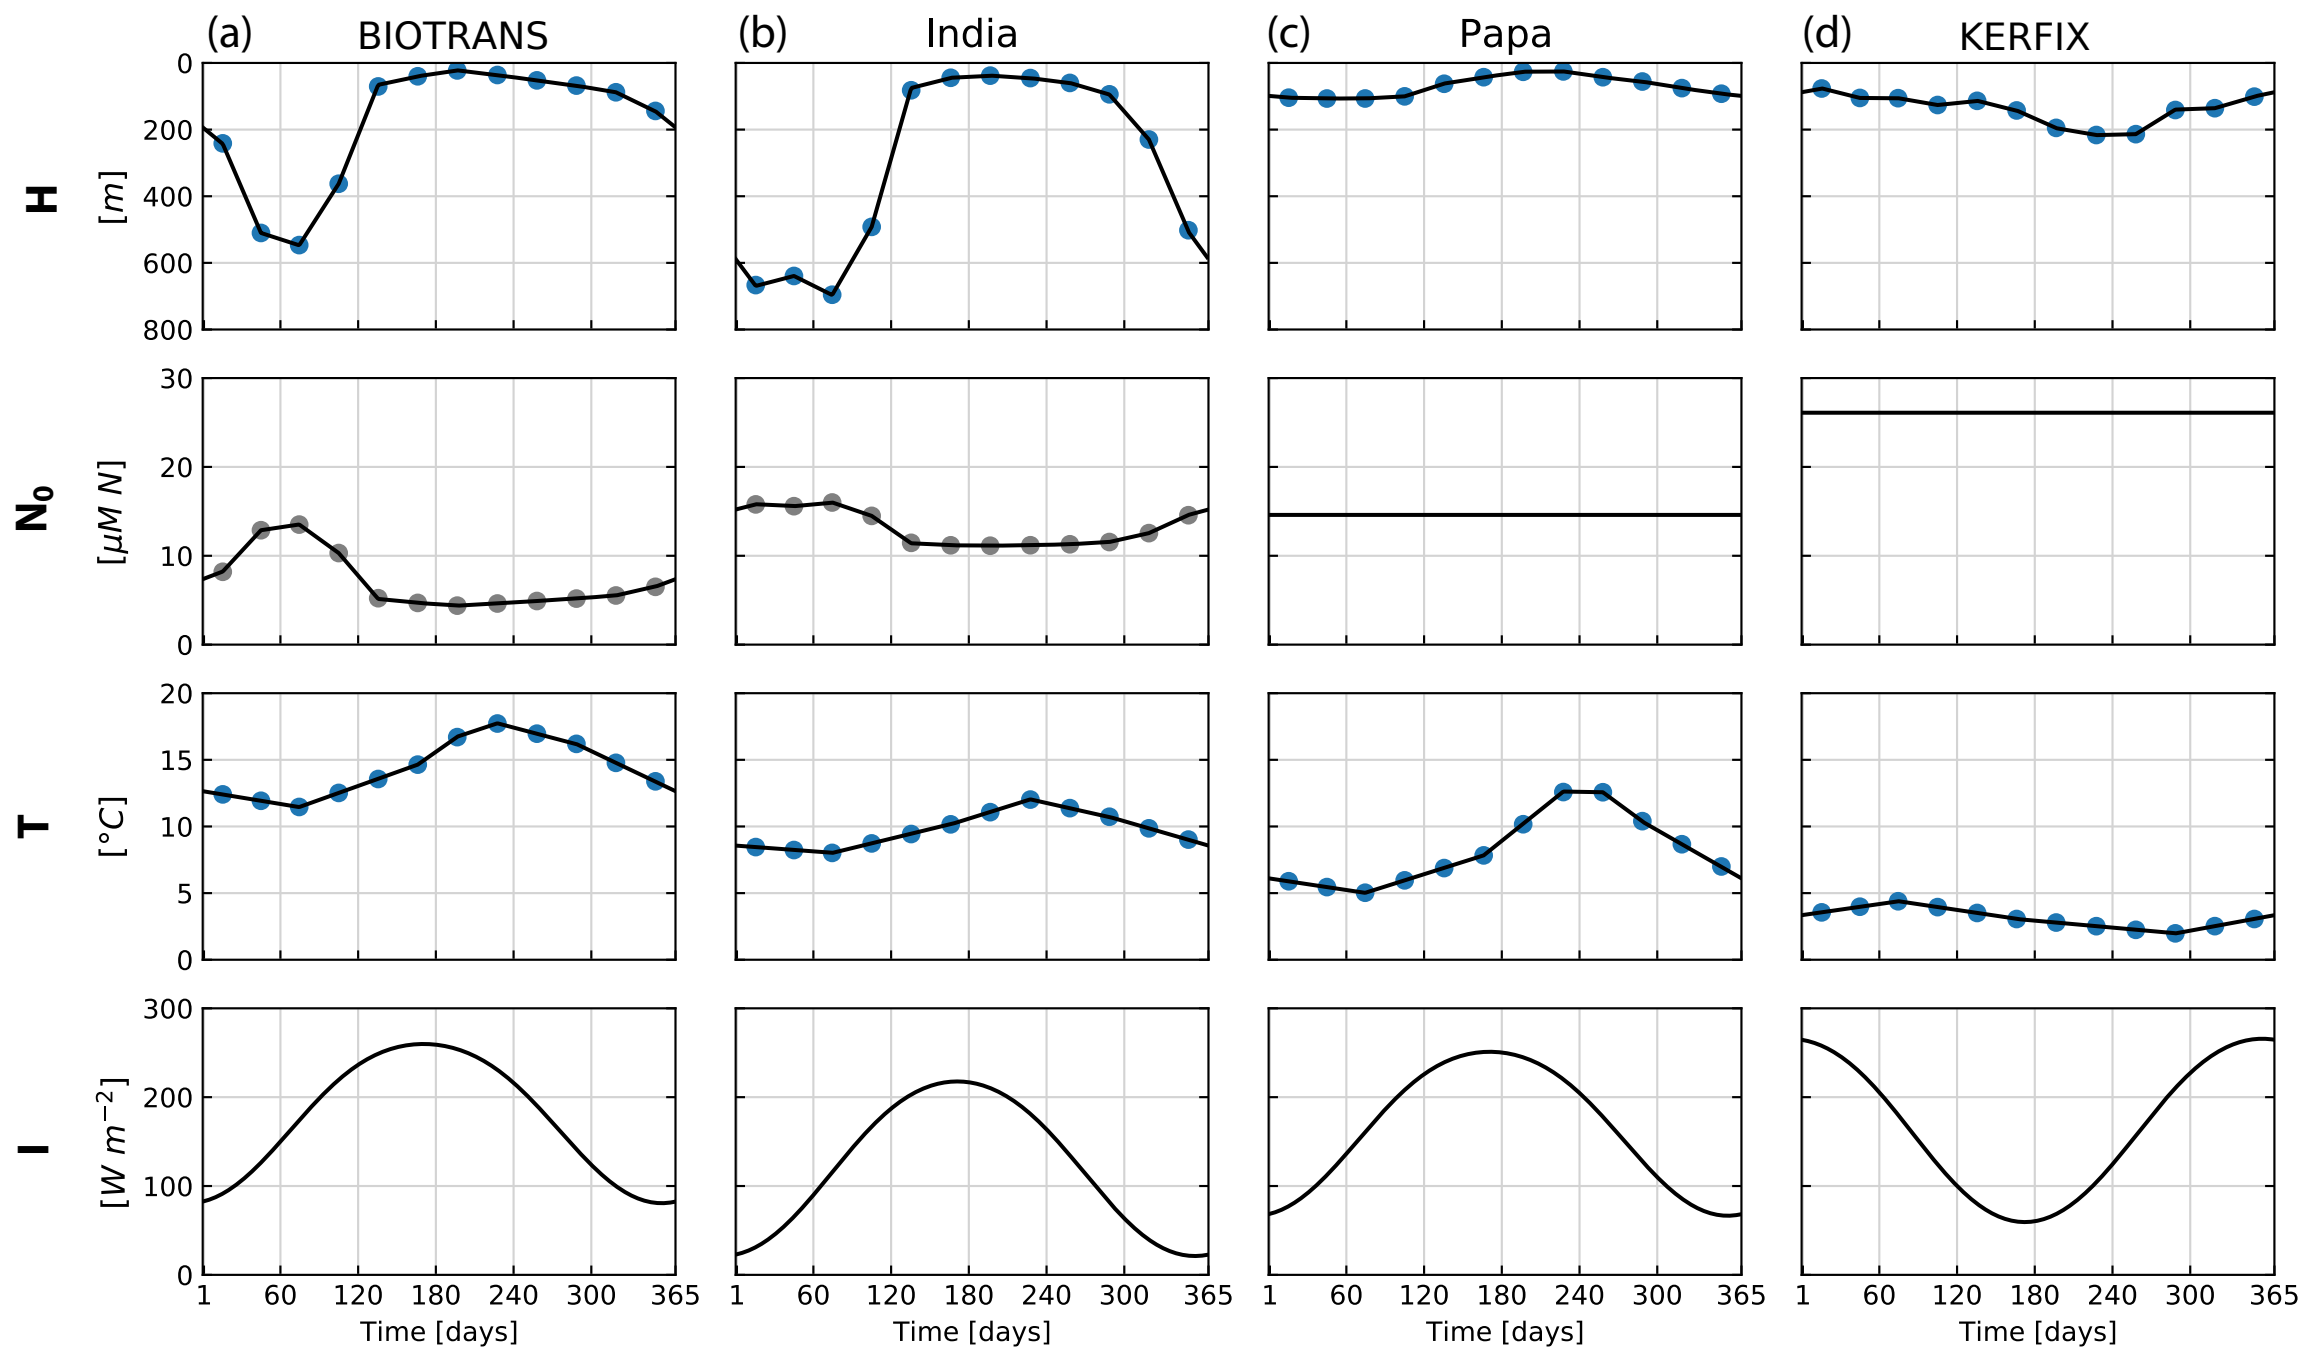 (a) BIOTRANS (b) India (c) Papa (d) KERFIX
0
200
400
600
800
H
[m]
30
20
10
0
N₀
[μM N]
20
15
10
5
0
T
[°C]
300
200
100
0
I
[W m⁻²]
1 60 120 180 240 300 365 1 60 120 180 240 300 365 1 60 120 180 240 300 365 1 60 120 180 240 300 365
Time [days] Time [days] Time [days] Time [days]